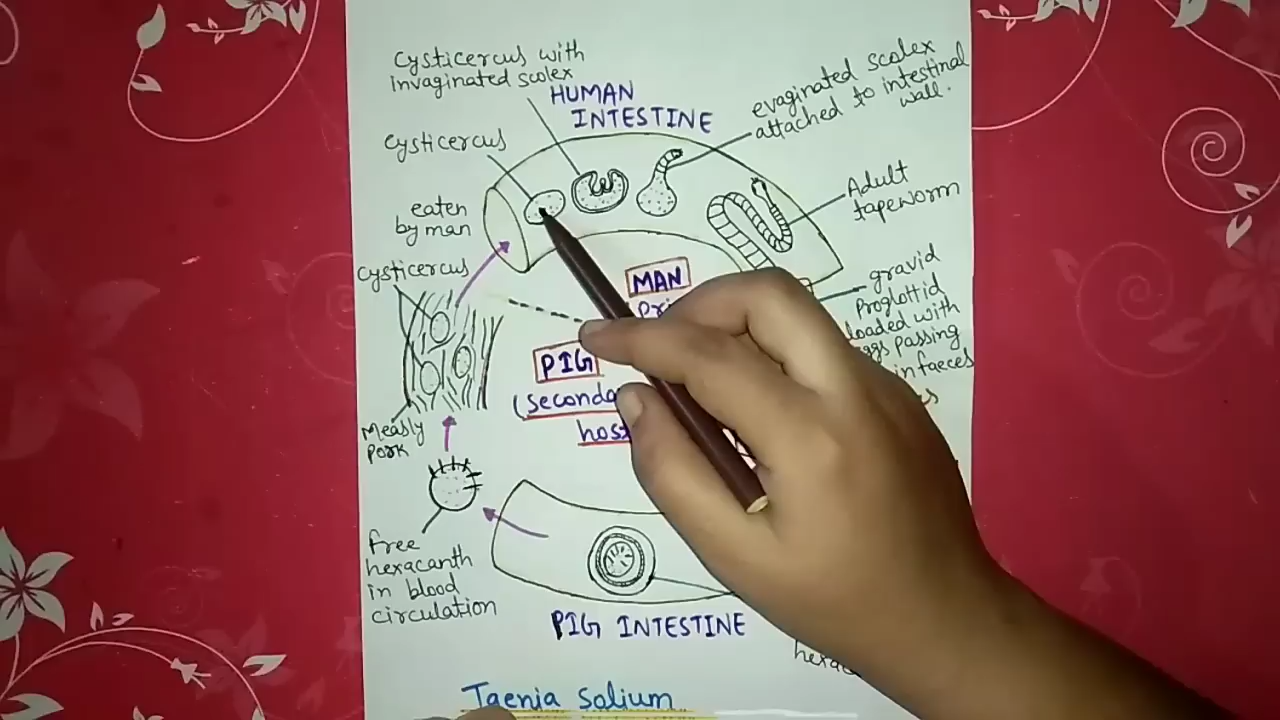 Cysticercus with
invaginated scolex
HUMAN
INTESTINE
evaginated scolex
attached to intestinal
wall.
cysticercus
Adult
tapeworm
eaten
by man
cysticercus
MAN
gravid
Proglottid
loaded with
passing
in faeces
PIG
host
Measly
pork
free
hexacanth
in blood
circulation
PIG INTESTINE
Taenia Solium